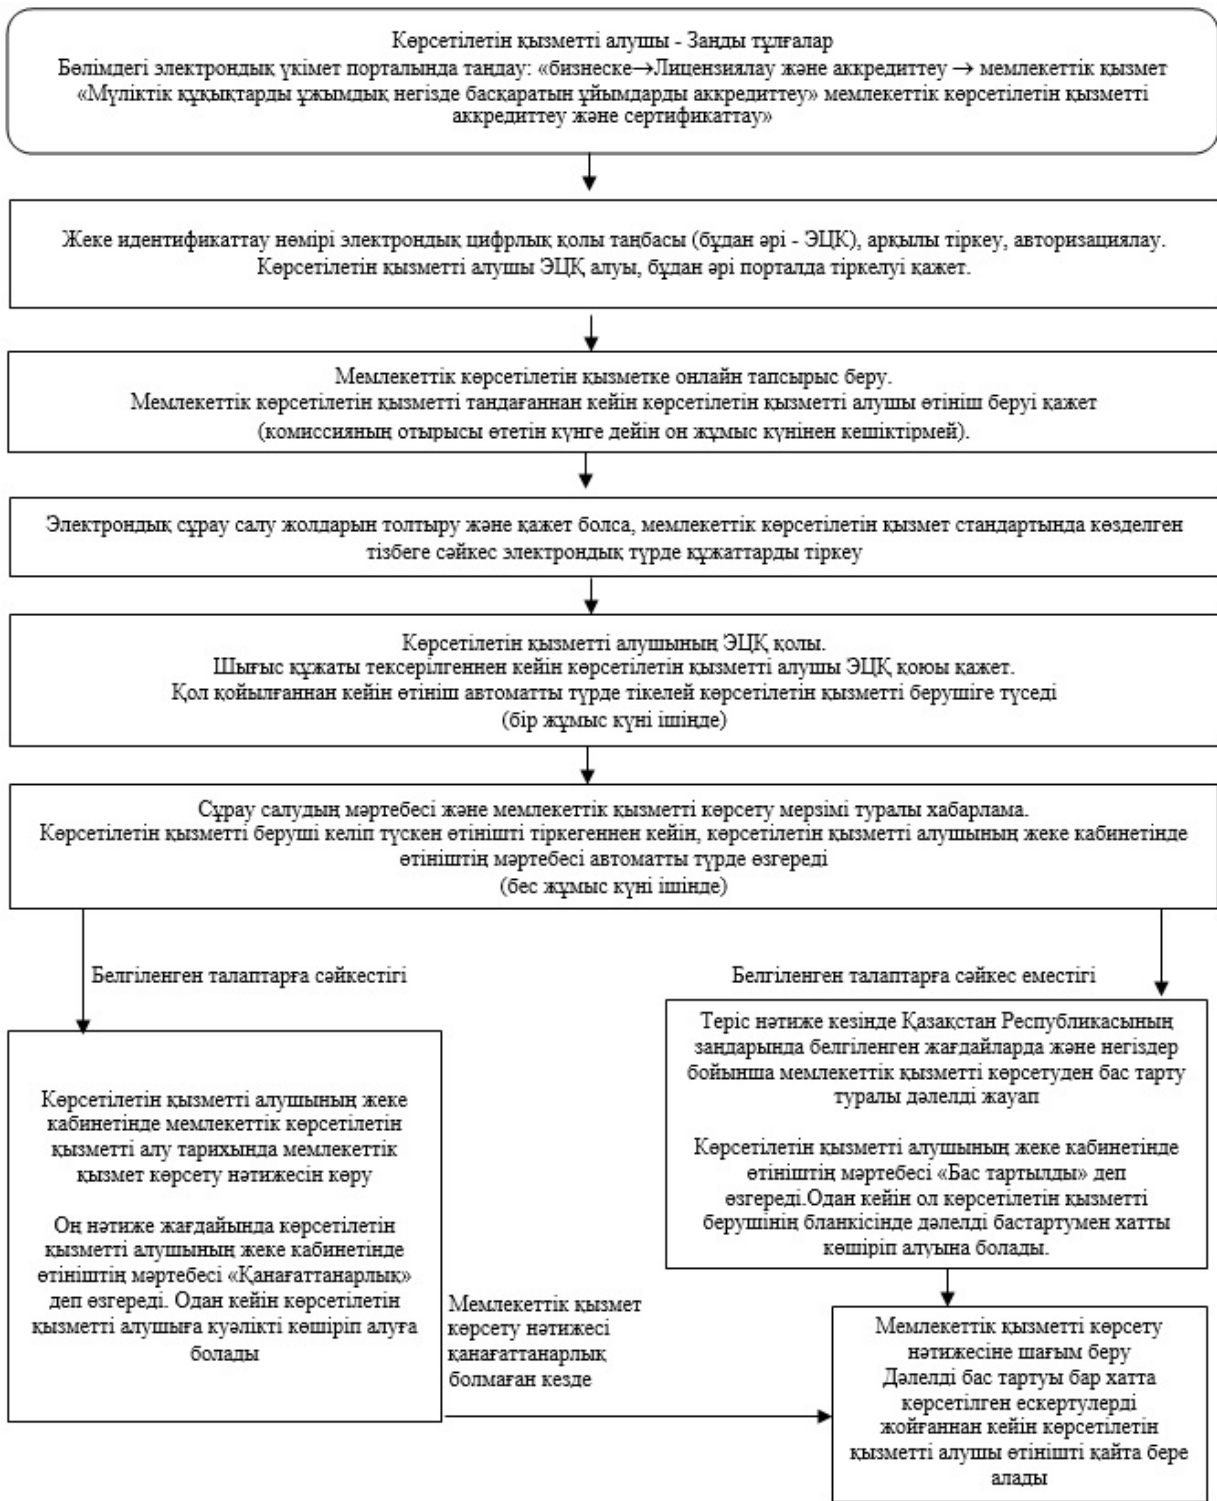 Көрсетілетін қызметті алушы - Заңды тұлғалар
Бөлімдегі электрондық үкімет порталында таңдау: «бизнеске→Лицензиялау және аккредиттеу → мемлекеттік қызмет
«Мүліктік құқықтарды ұжымдық негізде басқаратын ұйымдарды аккредиттеу» мемлекеттік көрсетілетін қызметті
аккредиттеу және сертификаттау»
Жеке идентификаттау нөмірі электрондық цифрлық қолы таңбасы (бұдан әрі - ЭЦК), арқылы тіркеу, авторизациялау.
Көрсетілетін қызметті алушы ЭЦҚ алуы, бұдан әрі порталда тіркелуі қажет.
Мемлекеттік көрсетілетін қызметке онлайн тапсырыс беру.
Мемлекеттік көрсетілетін қызметті тандағаннан кейін көрсетілетін қызметті алушы өтініш беруі қажет
(комиссияның отырысы өтетін күнге дейін он жұмыс күнінен кешіктірмей).
Электрондық сұрау салу жолдарын толтыру және қажет болса, мемлекеттік көрсетілетін қызмет стандартында көзделген
тізбеге сәйкес электрондық түрде құжаттарды тіркеу
Көрсетілетін қызметті алушының ЭЦҚ қолы.
Шығыс құжаты тексерілгеннен кейін көрсетілетін қызметті алушы ЭЦҚ қоюы қажет.
Қол қойылғаннан кейін өтініш автоматты түрде тікелей көрсетілетін қызметті берушіге түседі
(бір жұмыс күні ішінде)
Сұрау салудың мәртебесі және мемлекеттік қызметті көрсету мерзімі туралы хабарлама.
Көрсетілетін қызметті беруші келіп түскен өтінішті тіркегеннен кейін, көрсетілетін қызметті алушының жеке кабинетінде
өтініштің мәртебесі автоматты түрде өзгереді
(бес жұмыс күні ішінде)
Белгіленген талаптарға сәйкестігі
Белгіленген талаптарға сәйкес еместігі
Көрсетілетін қызметті алушының жеке
кабинетінде мемлекеттік көрсетілетін
қызметті алу тарихында мемлекеттік
қызмет көрсету нәтижесін көру
Оң нәтиже жағдайында көрсетілетін
қызметті алушының жеке кабинетінде
өтініштің мәртебесі «Қанағаттанарлық»
деп өзгереді. Одан кейін көрсетілетін
қызметті алушыға куәлікті көшіріп алуға
болады
Теріс нәтиже кезінде Қазақстан Республикасының
заңдарында белгіленген жағдайларда және негіздер
бойынша мемлекеттік қызметті көрсетуден бас тарту
туралы дәлелді жауап
Көрсетілетін қызметті алушының жеке кабинетінде
өтініштің мәртебесі «Бас тартылды» деп
өзгереді.Одан кейін ол көрсетілетін қызметті
берушінің бланкісінде дәлелді бастартумен хатты
көшіріп алуына болады.
Мемлекеттік қызмет
көрсету нәтижесі
қанағаттанарлық
болмаған кезде
Мемлекеттік қызметті көрсету
нәтижесіне шағым беру
Дәлелді бас тартуы бар хатта
көрсетілген ескертулерді
жойғаннан кейін көрсетілетін
қызметті алушы өтінішті қайта бере
алады